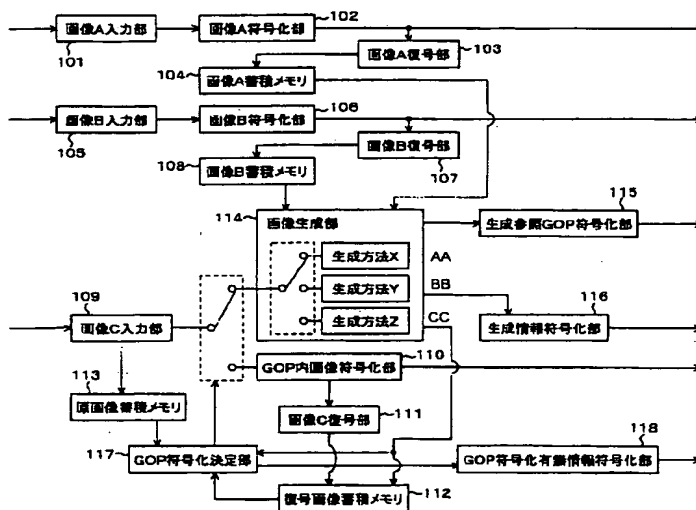 画像A入力部
101
画像A符号化部
102
画像A復号部
103
画像A蓄積メモリ
104
画像B入力部
105
画像B符号化部
106
画像B復号部
107
画像B蓄積メモリ
108
画像生成部
114
生成方法X
生成方法Y
生成方法Z
AA
BB
CC
生成参照GOP符号化部
115
生成情報符号化部
116
画像C入力部
109
GOP内画像符号化部
110
原画像蓄積メモリ
113
画像C復号部
111
GOP符号化決定部
117
GOP符号化有無情報符号化部
118
復号画像蓄積メモリ
112